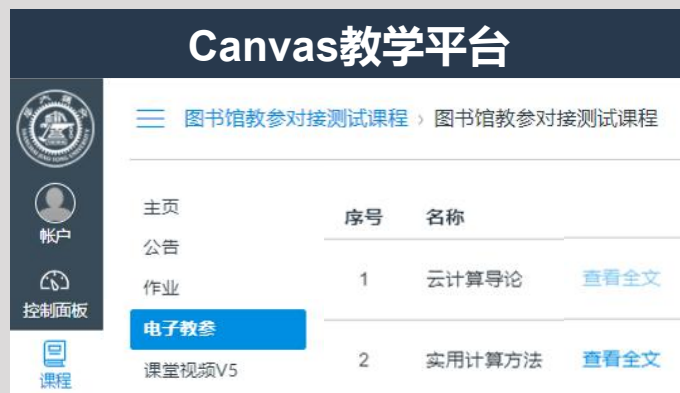 Canvas教学平台
图书馆教参对接测试课程 › 图书馆教参对接测试课程
帐户
控制面板
课程
主页
公告
作业
电子教参
课堂视频V5
序号 名称
1 云计算导论 查看全文
2 实用计算方法 查看全文